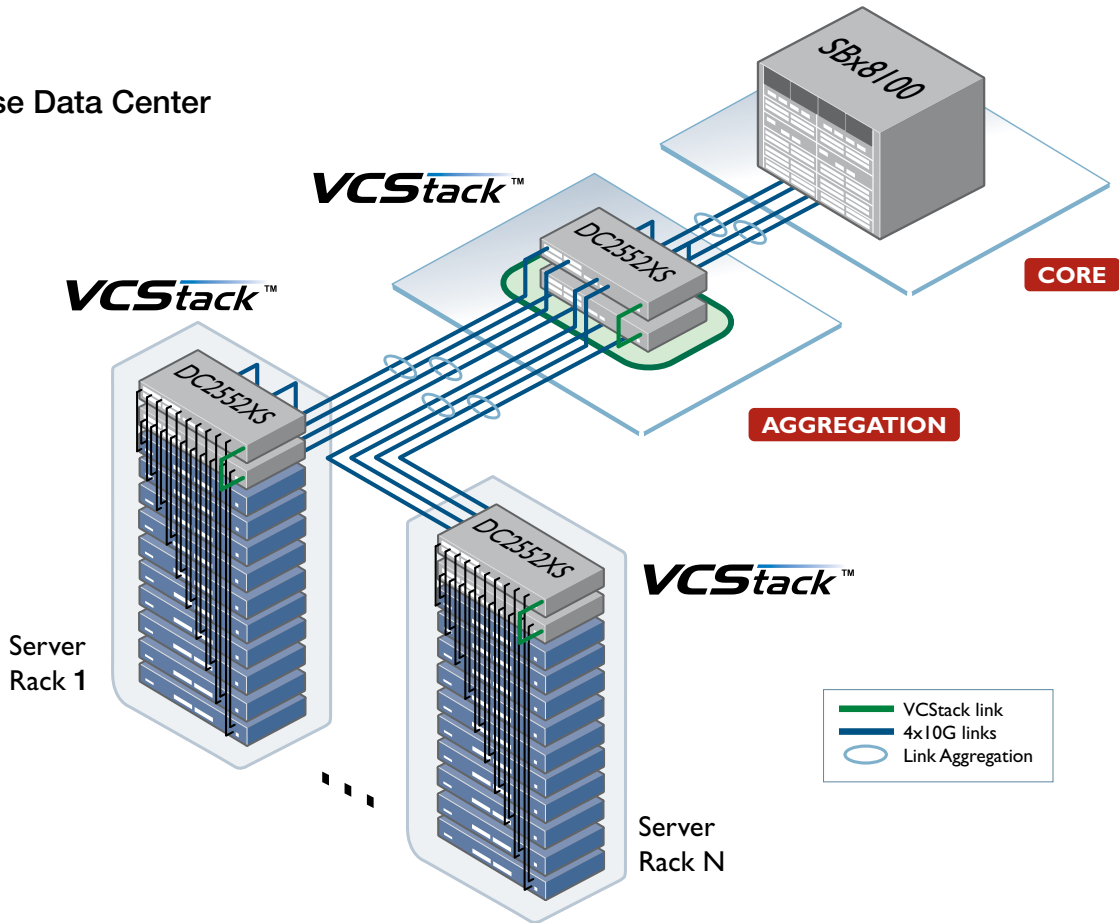 se Data Center
SBx8100
VCStack™
DC2552XS
CORE
VCStack™
AGGREGATION
DC2552XS
DC2552XS
VCStack™
Server
Rack 1
VCStack link
4x10G links
Link Aggregation
Server
Rack N